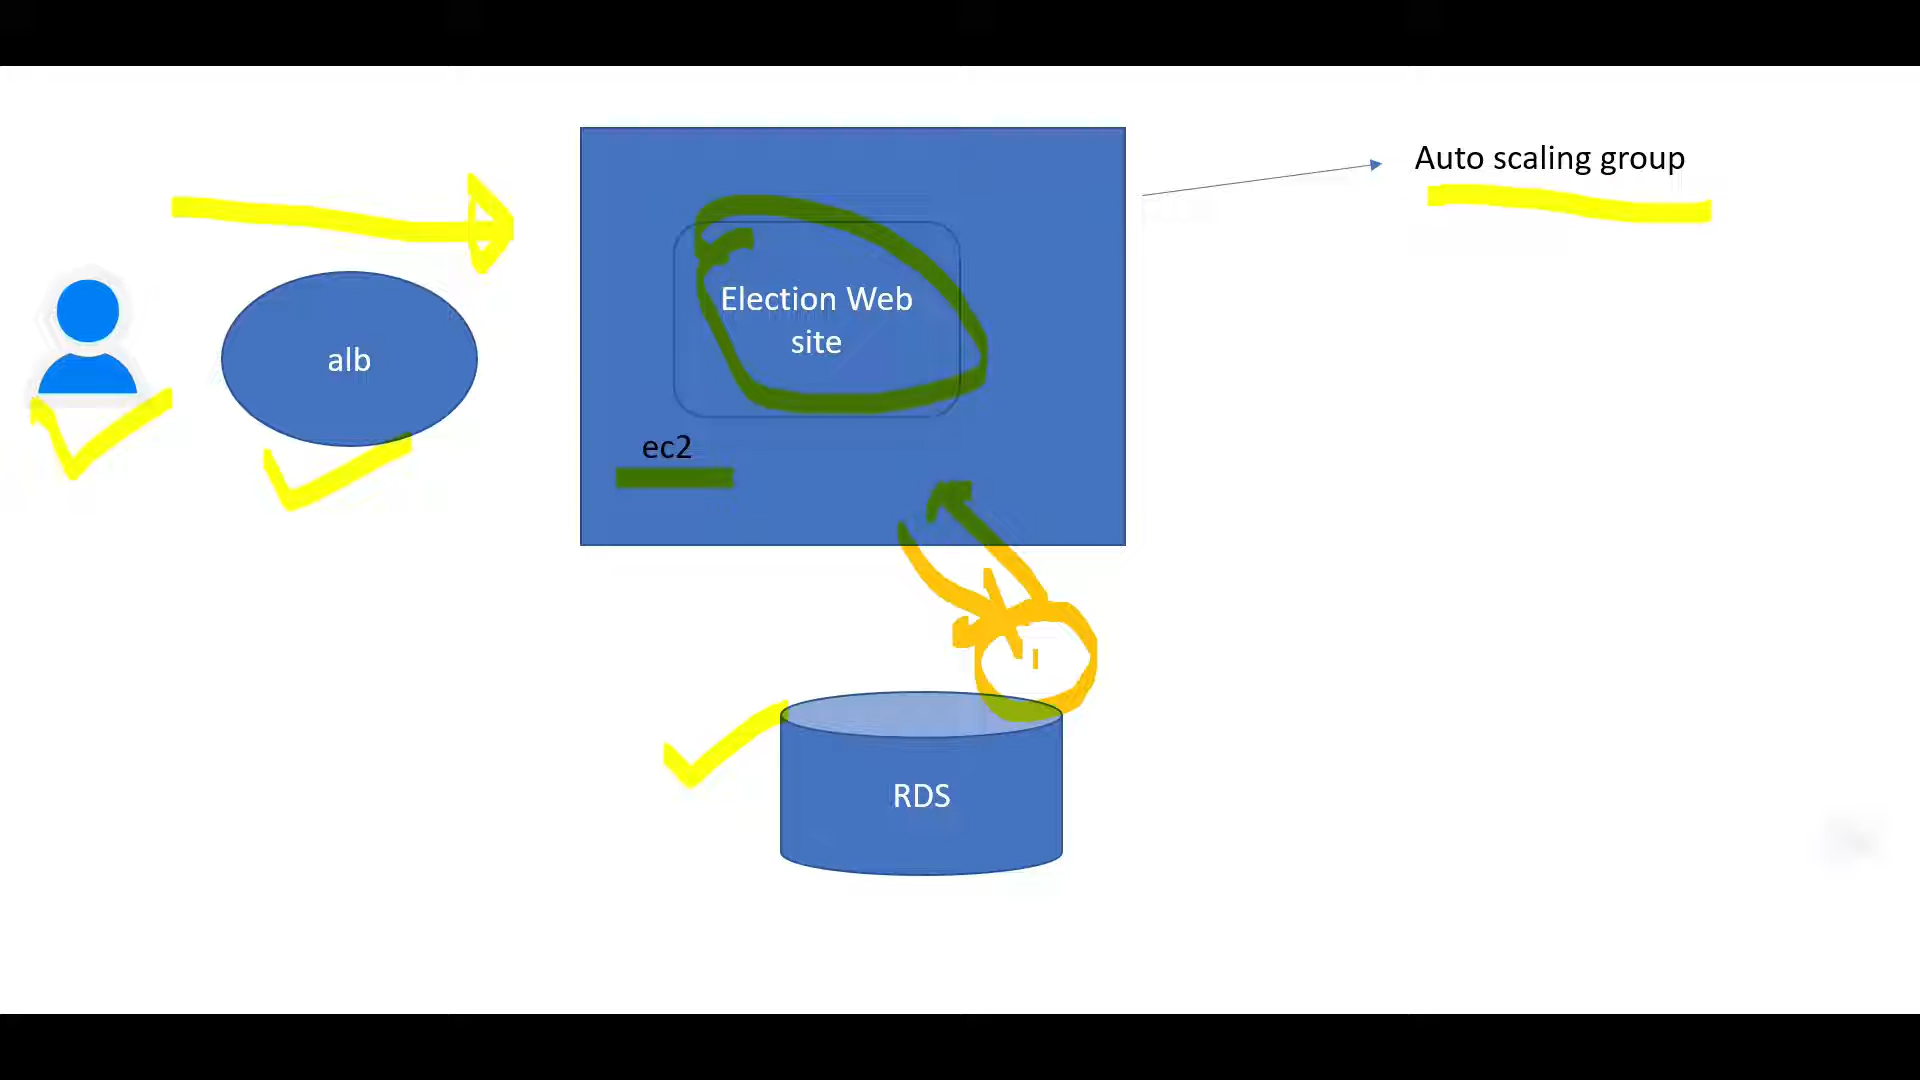 Auto scaling group
Election Web
site
alb
ec2
RDS